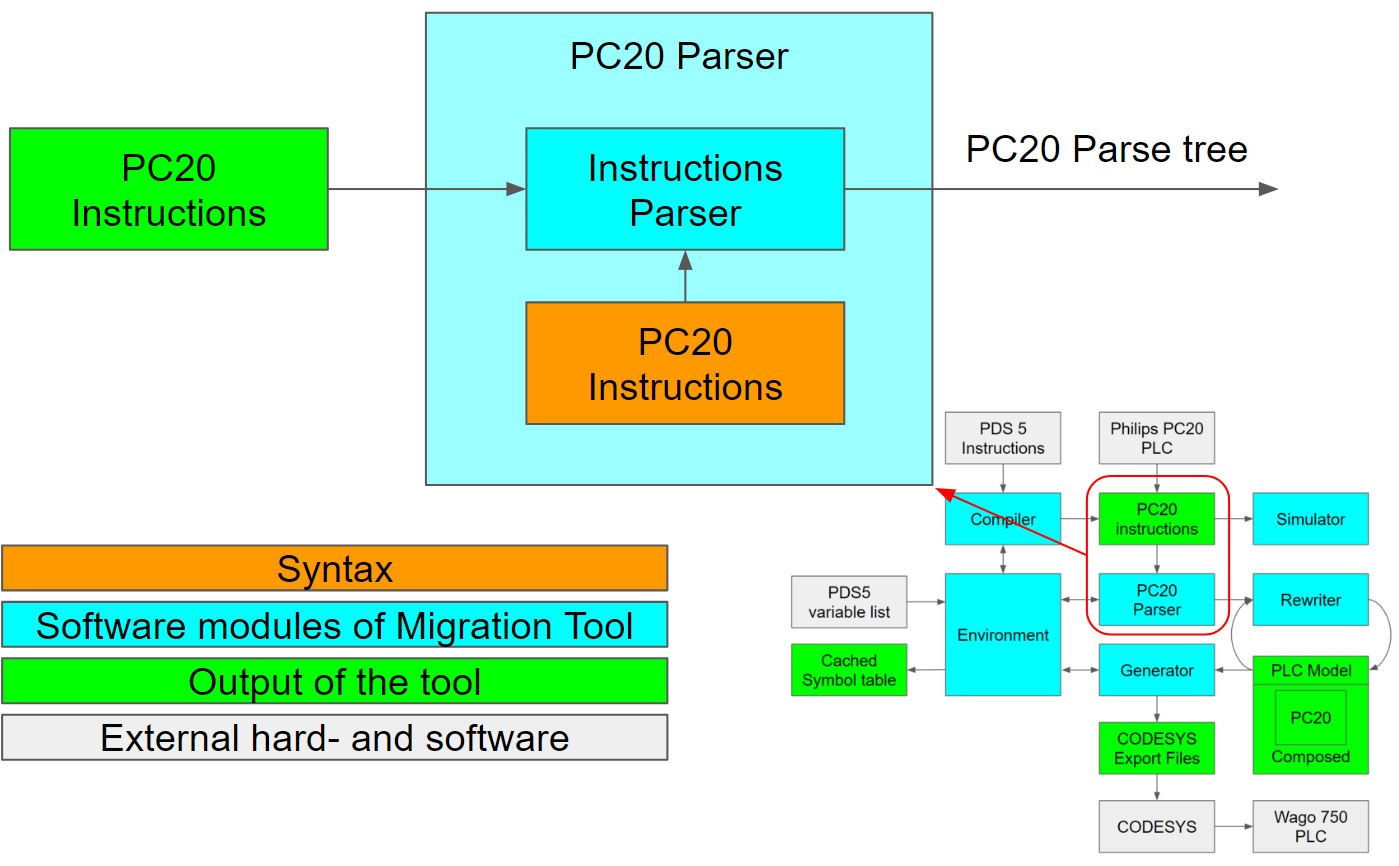 PC20 Parser
PC20
Instructions
Instructions
Parser
PC20 Parse tree
PC20
Instructions
Syntax
Software modules of Migration Tool
Output of the tool
External hard- and software
PDS 5
Instructions
Philips PC20
PLC
Compiler
PC20
instructions
Simulator
PDS5
variable list
Environment
PC20
Parser
Rewriter
Cached
Symbol table
Generator
PLC Model
PC20
Composed
CODESYS
Export Files
CODESYS
Wago 750
PLC